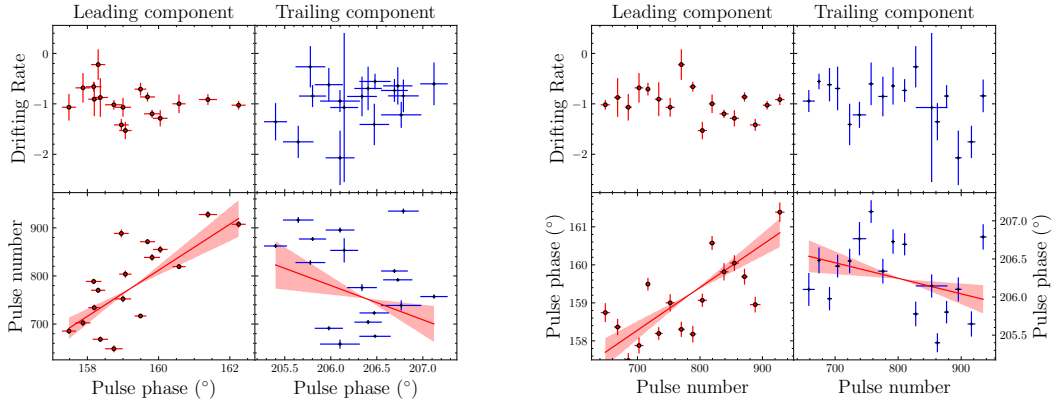 Leading component Trailing component Leading component Trailing component
Drifting Rate 0 −1 −2 Drifting Rate 0 −1 −2
Pulse number 900 800 700 Pulse phase (°) 161 160 159 158 207.0 206.5 206.0 205.5 Pulse phase (°)
158 160 162 205.5 206.0 206.5 207.0 700 800 900 700 800 900
Pulse phase (°) Pulse phase (°) Pulse number Pulse number